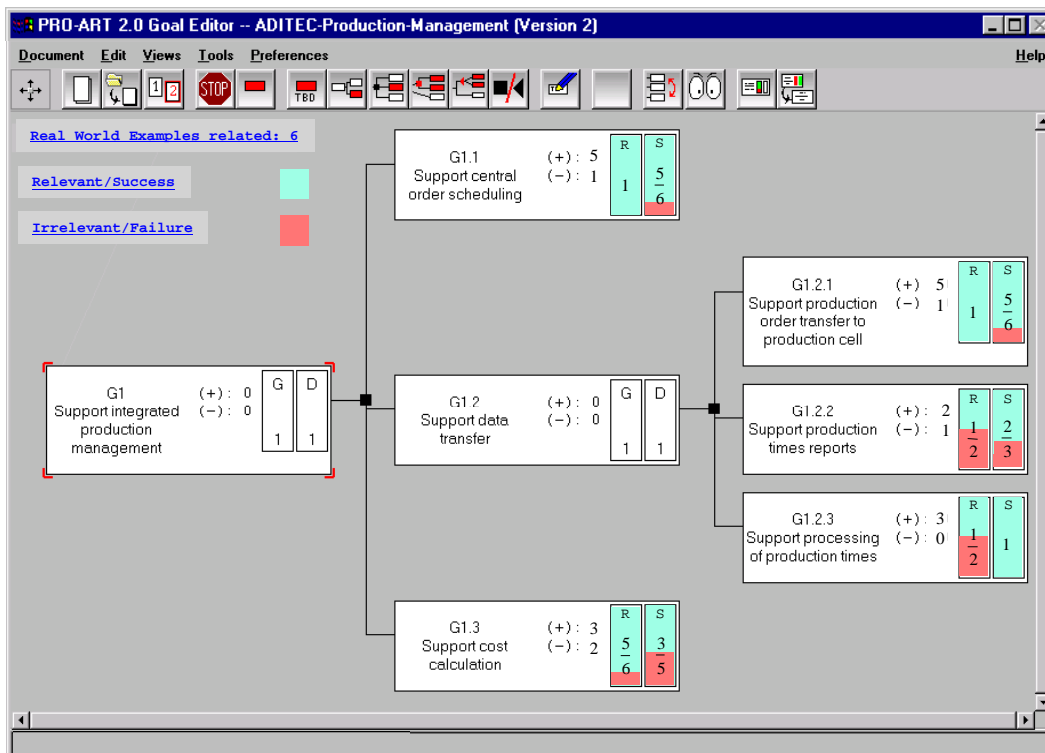 PRO-ART 2.0 Goal Editor -- ADITEC-Production-Management (Version 2)
Document Edit Views Tools Preferences Help
1 2 STOP TBD
Real World Examples related: 6
Relevant/Success
Irrelevant/Failure
G1.1
Support central
order scheduling
(+): 5
(-): 1
R
1
S
5
6
G1.2.1
Support production
order transfer to
production cell
(+) 5
(-) 1
R
1
S
5
6
G1
Support integrated
production
management
(+): 0
(-): 0
G
1
D
1
G1.2
Support data
transfer
(+): 0
(-): 0
G
1
D
1
G1.2.2
Support production
times reports
(+): 2
(-): 1
R
1
2
S
2
3
G1.2.3
Support processing
of production times
(+): 3
(-): 0
R
1
2
S
1
G1.3
Support cost
calculation
(+): 3
(-): 2
R
5
6
S
3
5